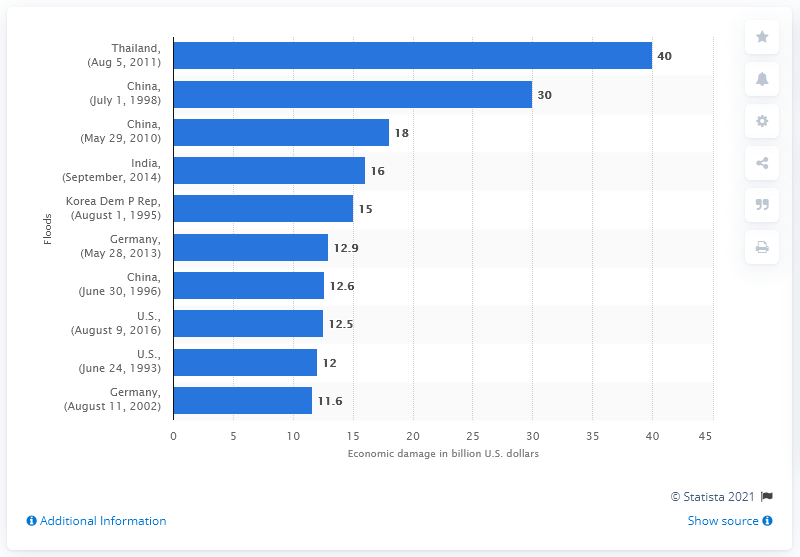 Thailand,
(Aug 5, 2011)
40
China,
(July 1, 1998)
30
China,
(May 29, 2010)
18
India,
(September, 2014)
16
Korea Dem P Rep,
(August 1, 1995)
15
Germany,
(May 28, 2013)
12.9
China,
(June 30, 1996)
12.6
U.S.,
(August 9, 2016)
12.5
U.S.,
(June 24, 1993)
12
Germany,
(August 11, 2002)
11.6
Floods
0 5 10 15 20 25 30 35 40 45
Economic damage in billion U.S. dollars
© Statista 2021
Additional Information
Show source